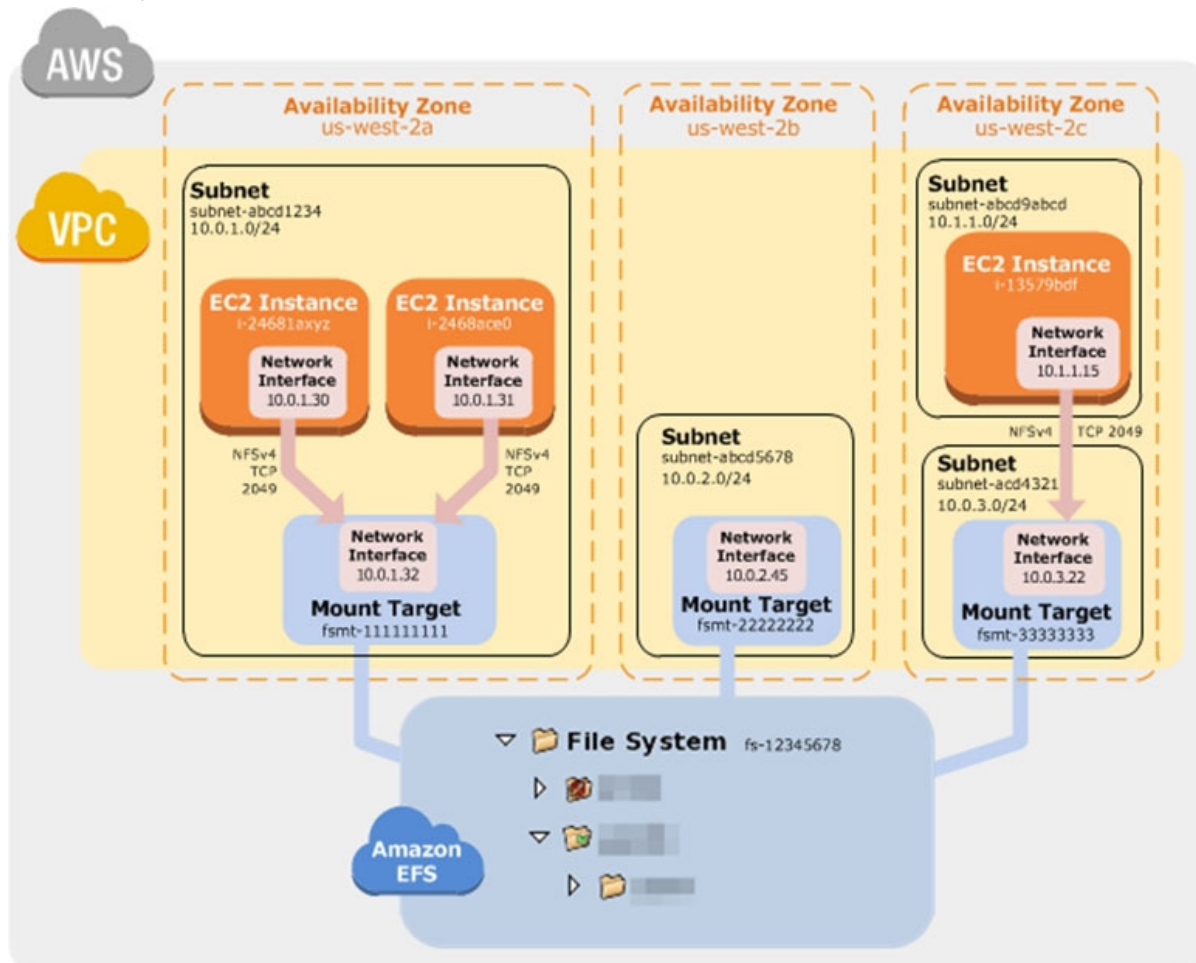 AWS
Availability Zone
us-west-2a
Availability Zone
us-west-2b
Availability Zone
us-west-2c
VPC
Subnet
subnet-abcd1234
10.0.1.0/24
EC2 Instance
i-24681axyz
Network
Interface
10.0.1.30
EC2 Instance
i-2468ace0
Network
Interface
10.0.1.31
NFSv4
TCP
2049
NFSv4
TCP
2049
Network
Interface
10.0.1.32
Mount Target
fsmt-111111111
Subnet
subnet-abcd5678
10.0.2.0/24
Network
Interface
10.0.2.45
Mount Target
fsmt-22222222
Subnet
subnet-abcd9abcd
10.1.1.0/24
EC2 Instance
i-13579bdf
Network
Interface
10.1.1.15
NFSv4 TCP 2049
Subnet
subnet-acd4321
10.0.3.0/24
Network
Interface
10.0.3.22
Mount Target
fsmt-33333333
File System fs-12345678
Amazon
EFS